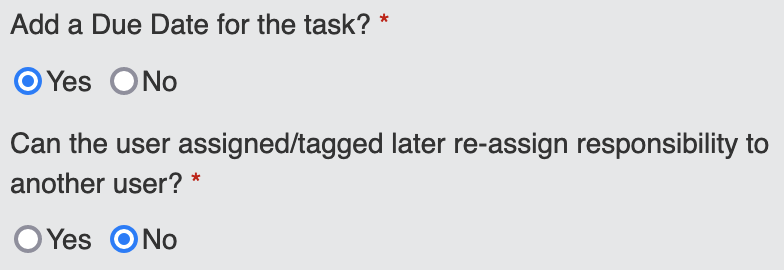 Add a Due Date for the task? *
Yes No
Can the user assigned/tagged later re-assign responsibility to
another user? *
Yes No